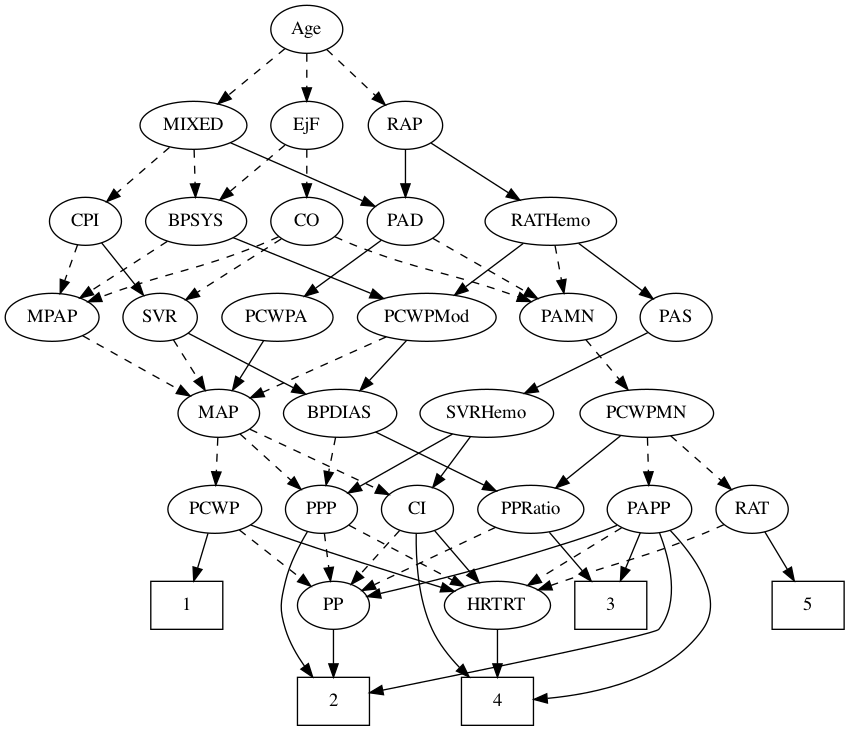 Age
MIXED EjF RAP
CPI BPSYS CO PAD RATHemo
MPAP SVR PCWPA PCWPMod PAMN PAS
MAP BPDIAS SVRHemo PCWPMN
PCWP PPP CI PPRatio PAPP RAT
1 PP HRTRT 3 5
2 4